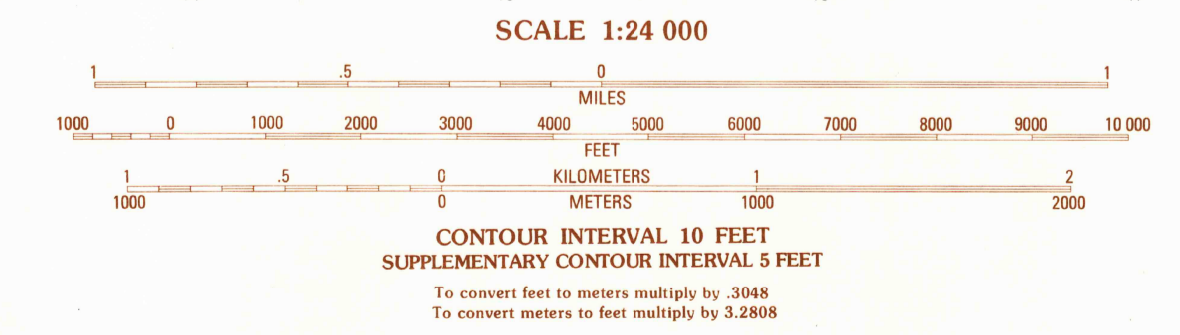 SCALE 1:24 000
1 .5 0 1
MILES
1000 0 1000 2000 3000 4000 5000 6000 7000 8000 9000 10 000
FEET
1 .5 0 KILOMETERS 1 2
1000 0 METERS 1000 2000
CONTOUR INTERVAL 10 FEET
SUPPLEMENTARY CONTOUR INTERVAL 5 FEET
To convert feet to meters multiply by .3048
To convert meters to feet multiply by 3.2808